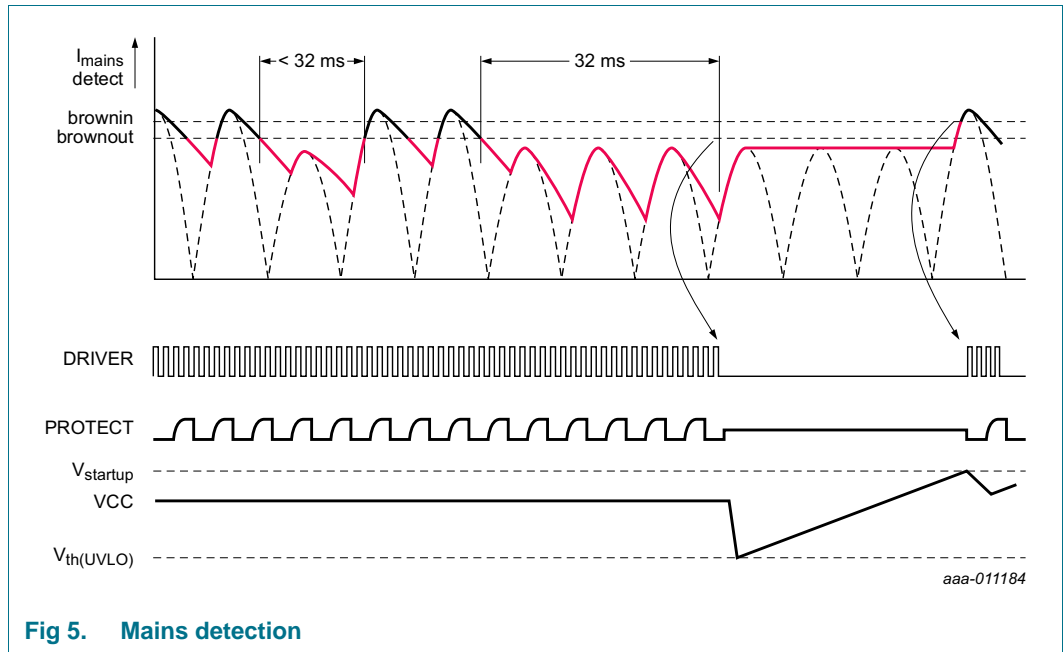 I mains
detect
< 32 ms
32 ms
brownin
brownout
DRIVER
PROTECT
Vstartup
VCC
Vth(UVLO)
aaa-011184
Fig 5. Mains detection